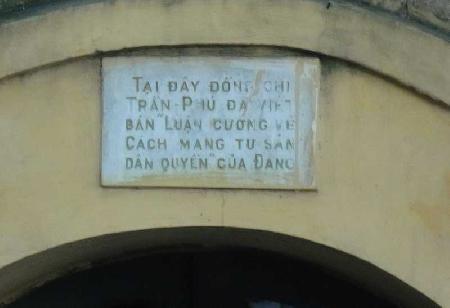 TẠI ĐÂY ĐỒNG CHÍ
TRẦN-PHÚ ĐÃ VIẾT
BẢN "LUẬN CƯƠNG VỀ
CÁCH MẠNG TƯ SẢN
DÂN QUYỀN" CỦA ĐẢNG